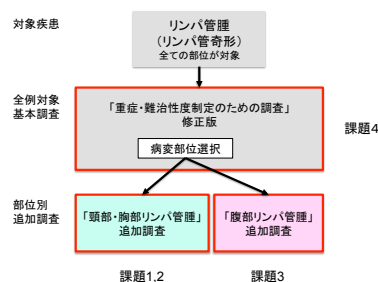 対象疾患
リンパ管腫
（リンパ管奇形）
全ての部位が対象
全例対象
基本調査
「重症・難治性度制定のための調査」
修正版
病変部位選択
課題4
部位別
追加調査
「頸部・胸部リンパ管腫」
追加調査
「腹部リンパ管腫」
追加調査
課題1,2
課題3